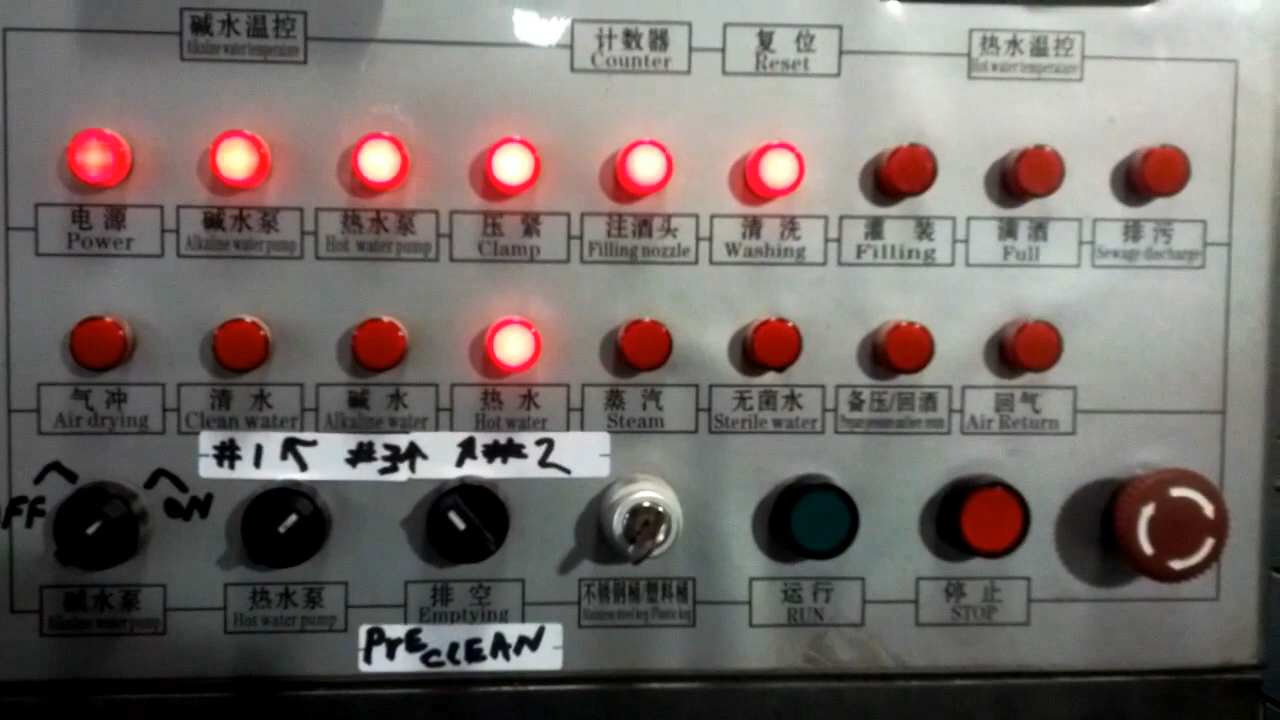 碱水温控
Alkaline water temperature
计数器
Counter
复位
Reset
热水温控
Hot water temperature
电源
Power
碱水泵
Alkaline water pump
热水泵
Hot water pump
压紧
Clamp
注酒头
Filling nozzle
清洗
Washing
灌装
Filling
满酒
Full
排污
Sewage discharge
气冲
Air drying
清水
Clean water
碱水
Alkaline water
热水
Hot water
蒸汽
Steam
无菌水
Sterile water
备压/回酒
回气
Air Return
#1 #3 #2
OFF ON
碱水泵
Alkaline water pump
热水泵
Hot water pump
排空
Emptying
不锈钢桶/塑料桶
Stainless steel keg/Plastic keg
运行
RUN
停止
STOP
PrE CLEAN